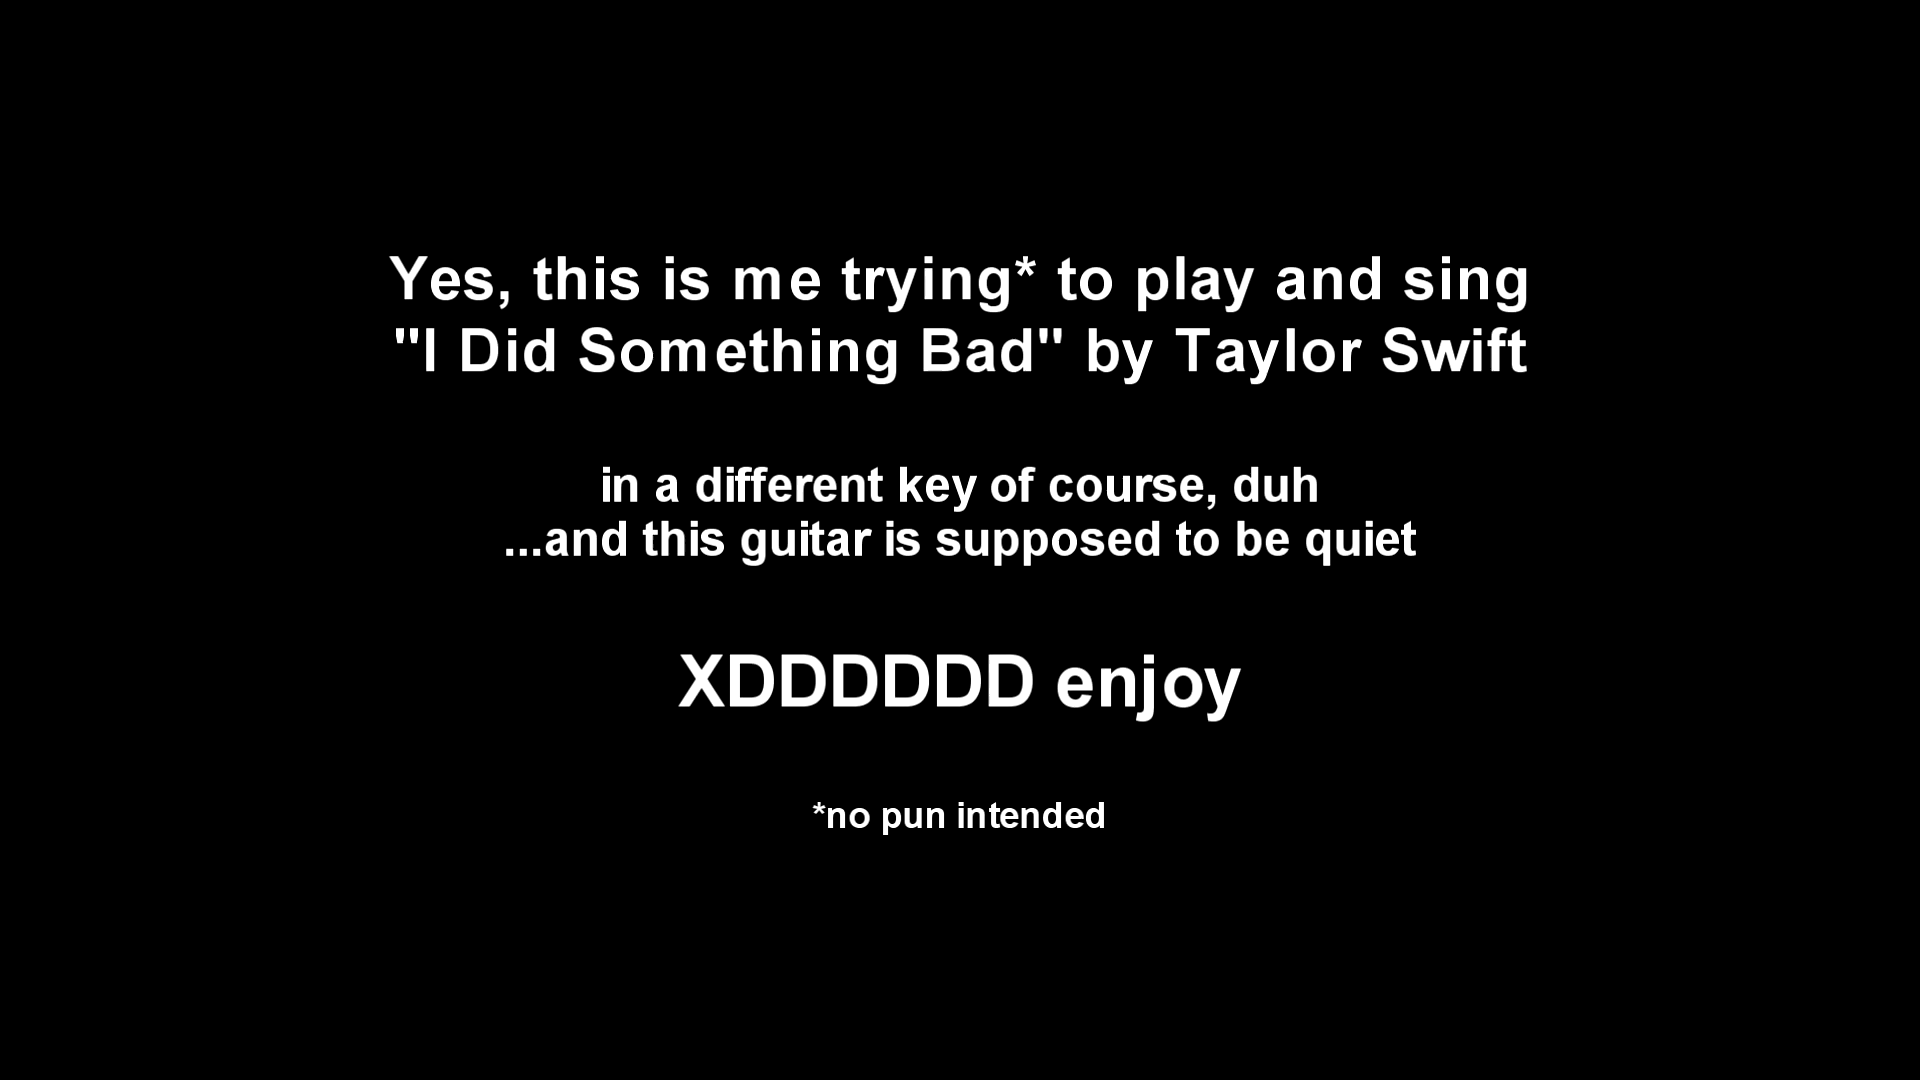 Yes, this is me trying* to play and sing
"I Did Something Bad" by Taylor Swift
in a different key of course, duh
...and this guitar is supposed to be quiet
XDDDDDD enjoy
*no pun intended